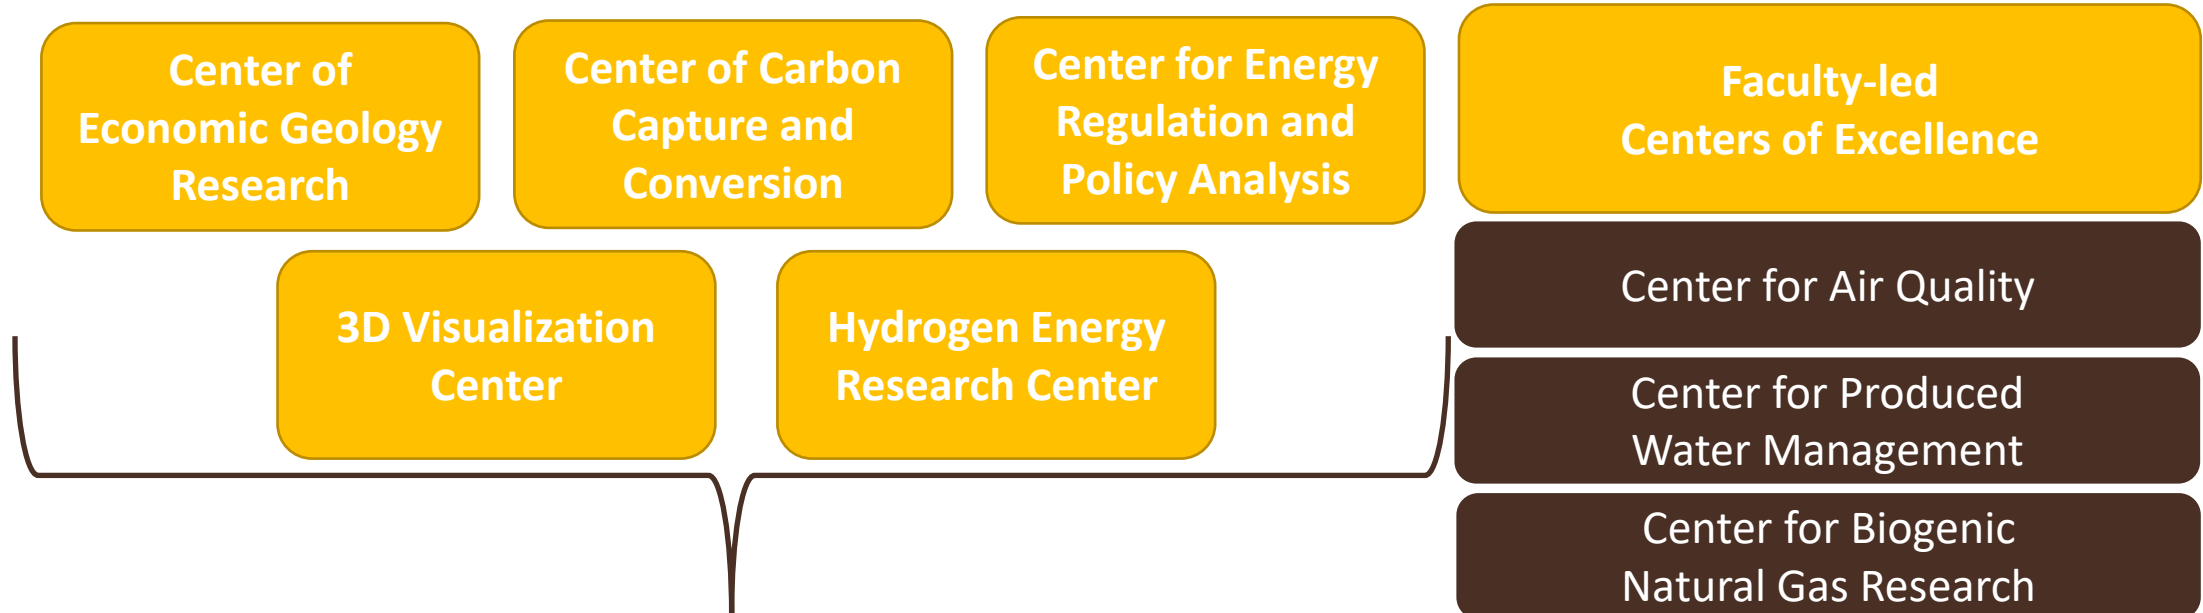 Center of
Economic Geology
Research
Center of Carbon
Capture and
Conversion
Center for Energy
Regulation and
Policy Analysis
Faculty-led
Centers of Excellence
3D Visualization
Center
Hydrogen Energy
Research Center
Center for Air Quality
Center for Produced
Water Management
Center for Biogenic
Natural Gas Research